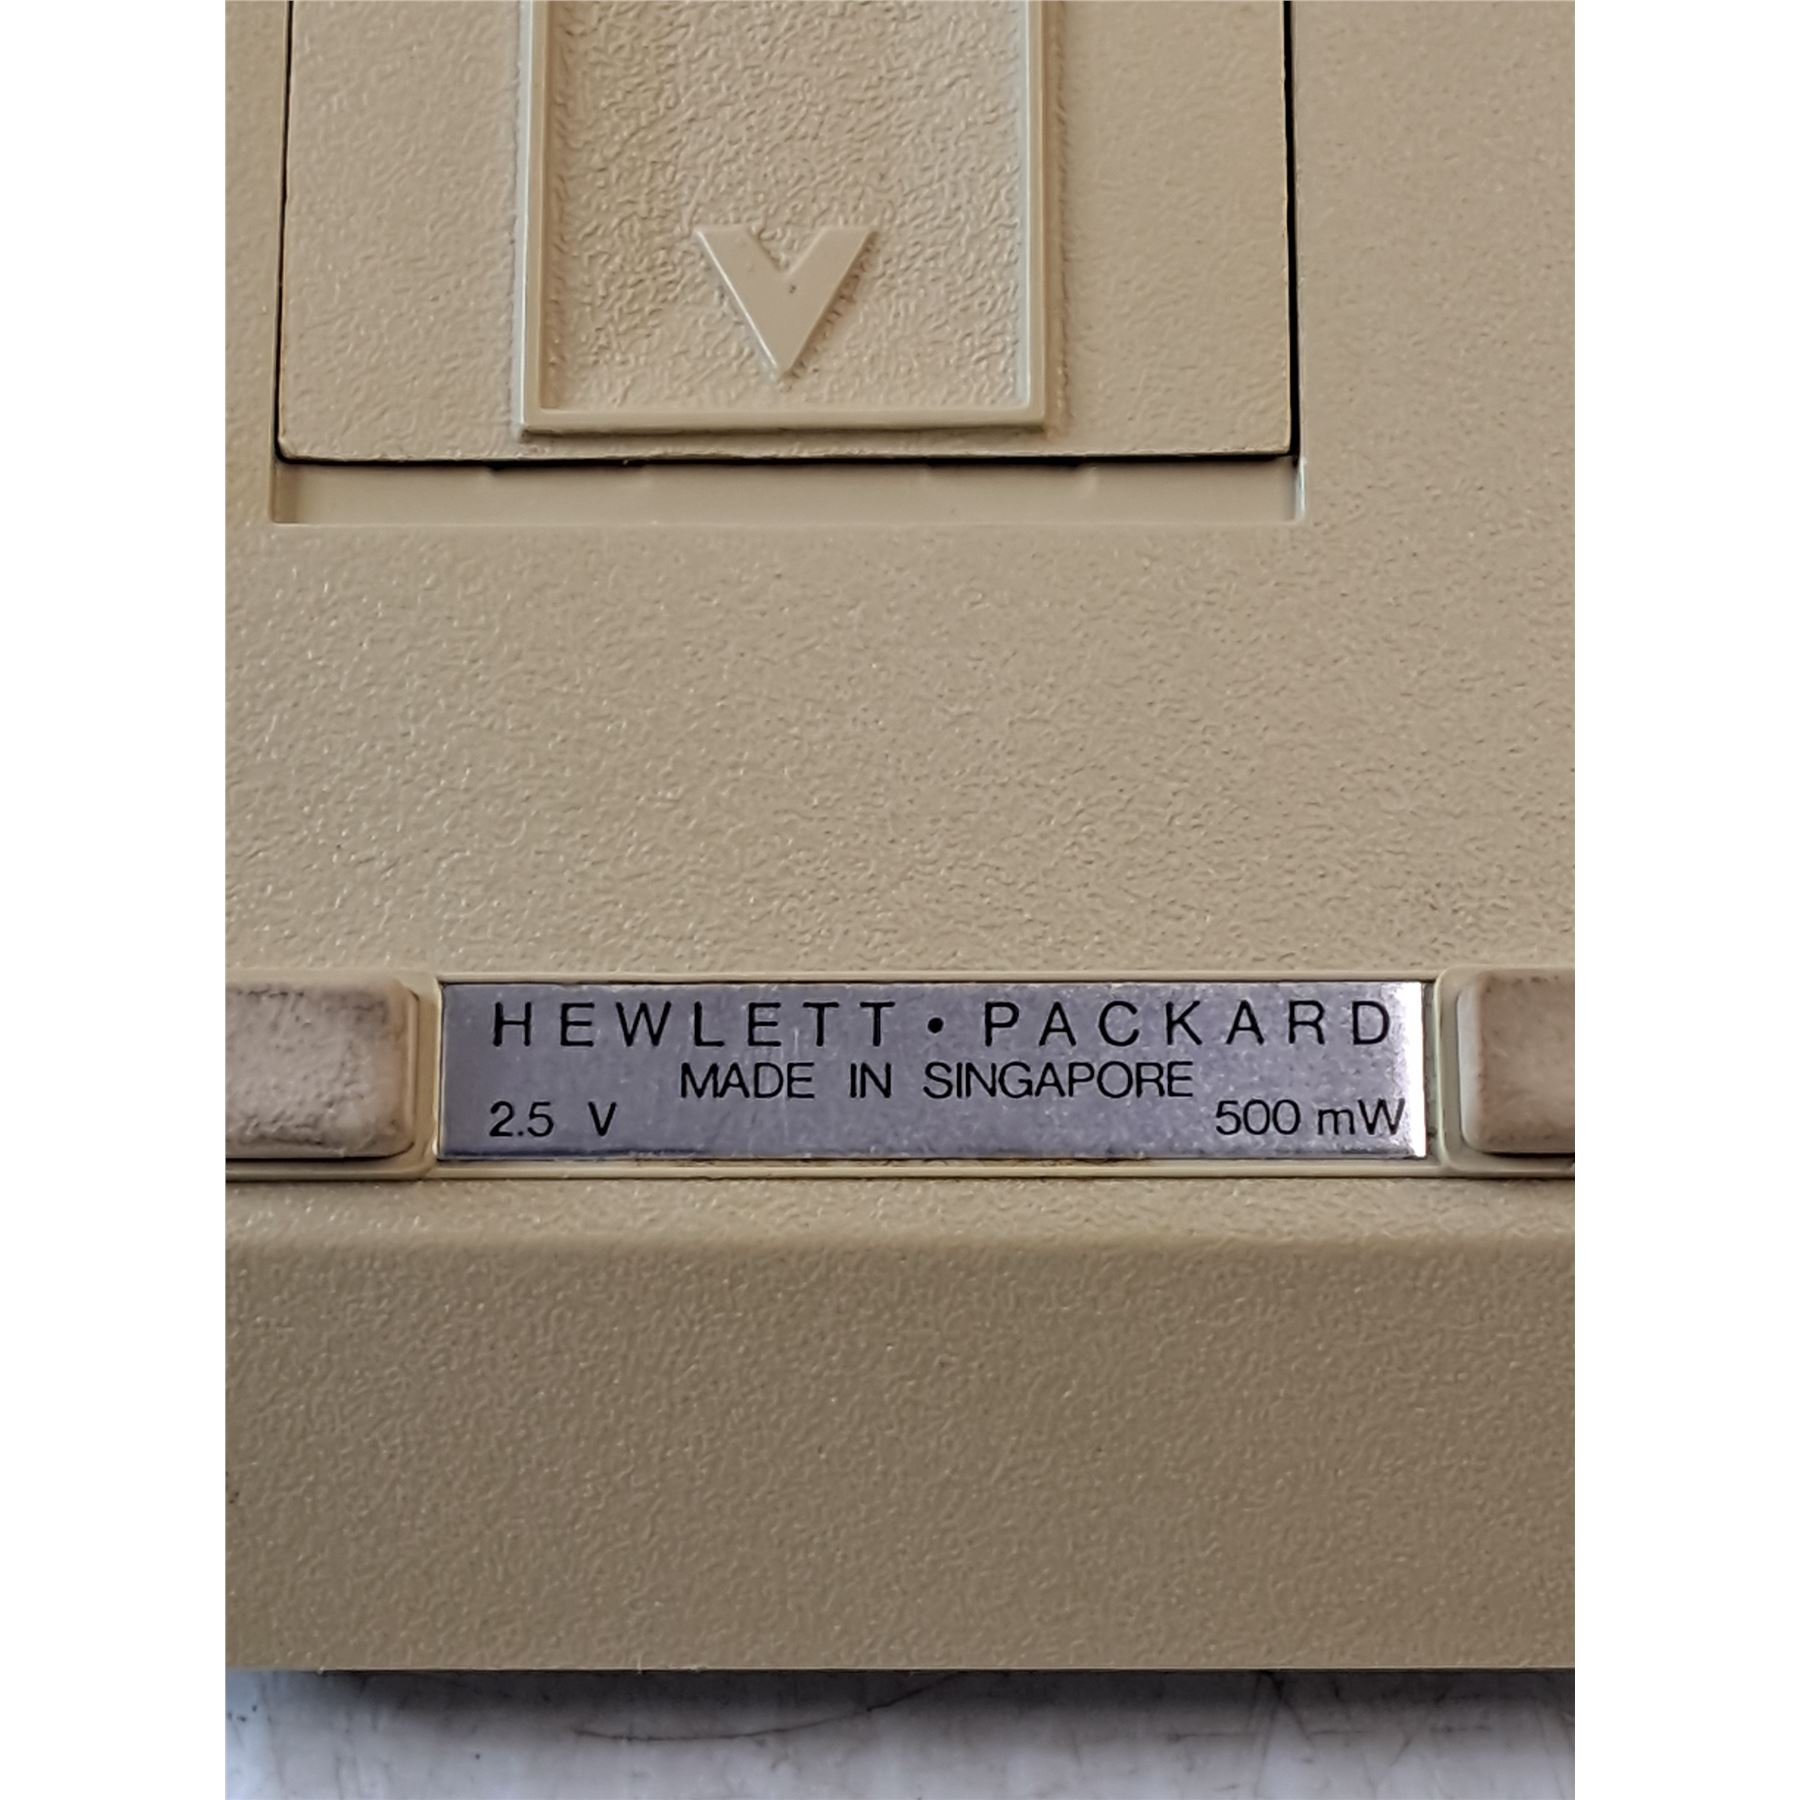 HEWLETT • PACKARD
MADE IN SINGAPORE
2.5 V 500 mW